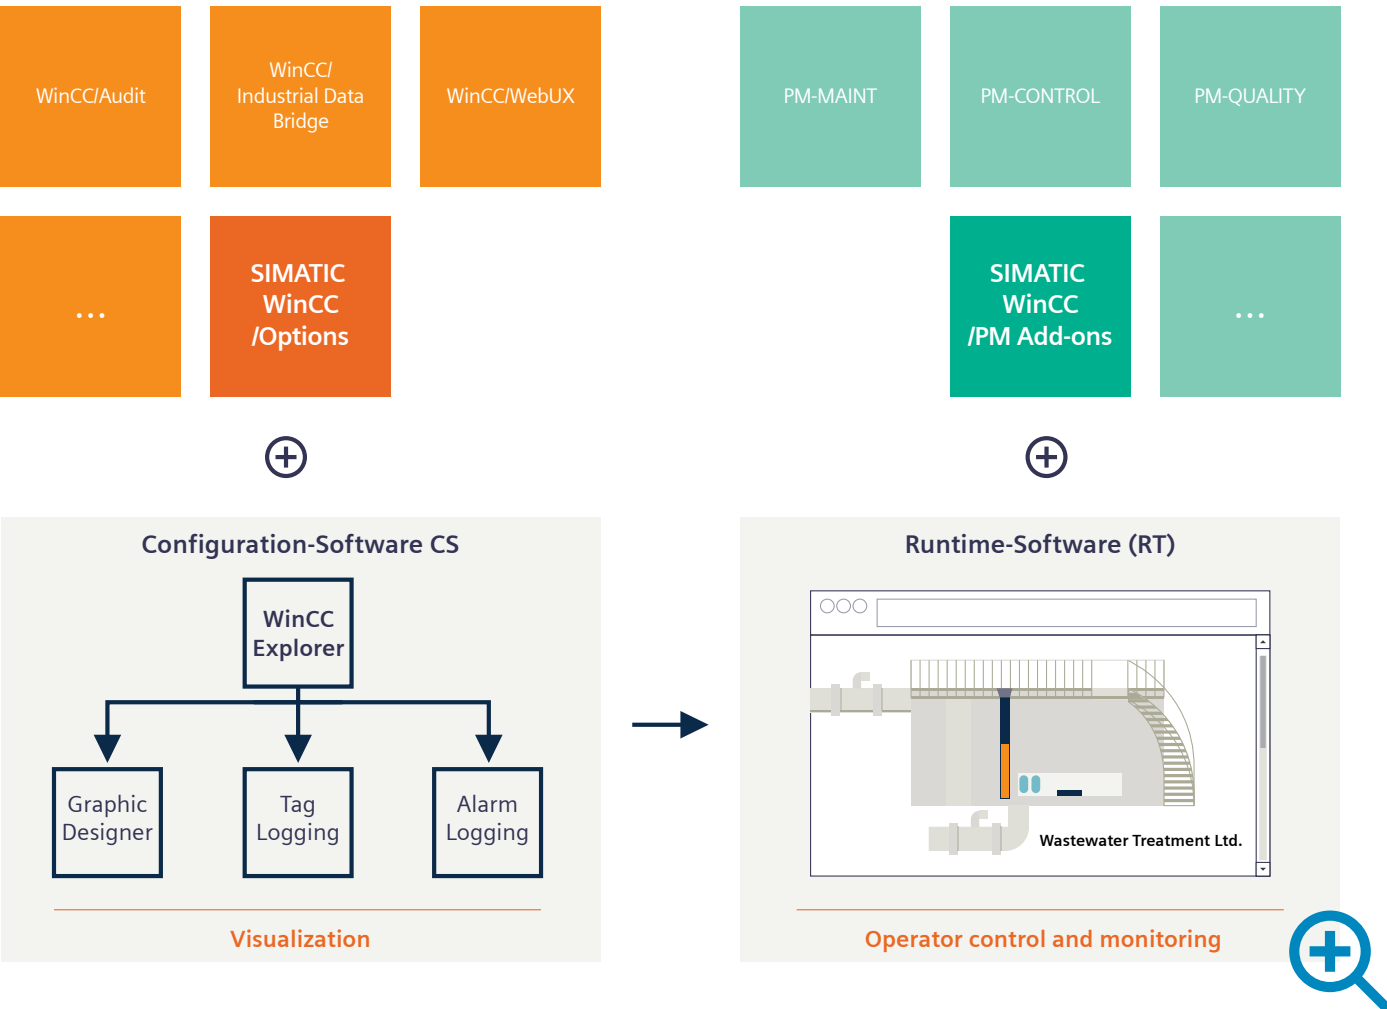 WinCC/Audit
WinCC/
Industrial Data
Bridge
WinCC/WebUX
PM-MAINT
PM-CONTROL
PM-QUALITY
...
SIMATIC
WinCC
/Options
SIMATIC
WinCC
/PM Add-ons
...
Configuration-Software CS
WinCC
Explorer
Graphic
Designer
Tag
Logging
Alarm
Logging
Visualization
Runtime-Software (RT)
Wastewater Treatment Ltd.
Operator control and monitoring